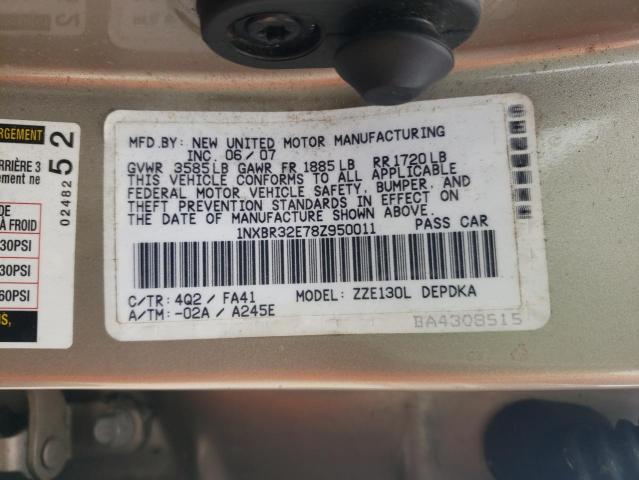 ARGEMENT
ARRIÈRE 3
ement ne
DE
À FROID
30PSI
30PSI
60PSI
NS,
02482
52
MFD.BY: NEW UNITED MOTOR MANUFACTURING
INC. 06/07
GVWR 3585LB GAWR FR 1885LB RR1720LB
THIS VEHICLE CONFORMS TO ALL APPLICABLE
FEDERAL MOTOR VEHICLE SAFETY, BUMPER, AND
THEFT PREVENTION STANDARDS IN EFFECT ON
THE DATE OF MANUFACTURE SHOWN ABOVE.
1NXBR32E78Z950011 PASS CAR
C/TR: 4Q2 / FA41 MODEL: ZZE130L DEPDKA
A/TM: -02A / A245E
BA4308515